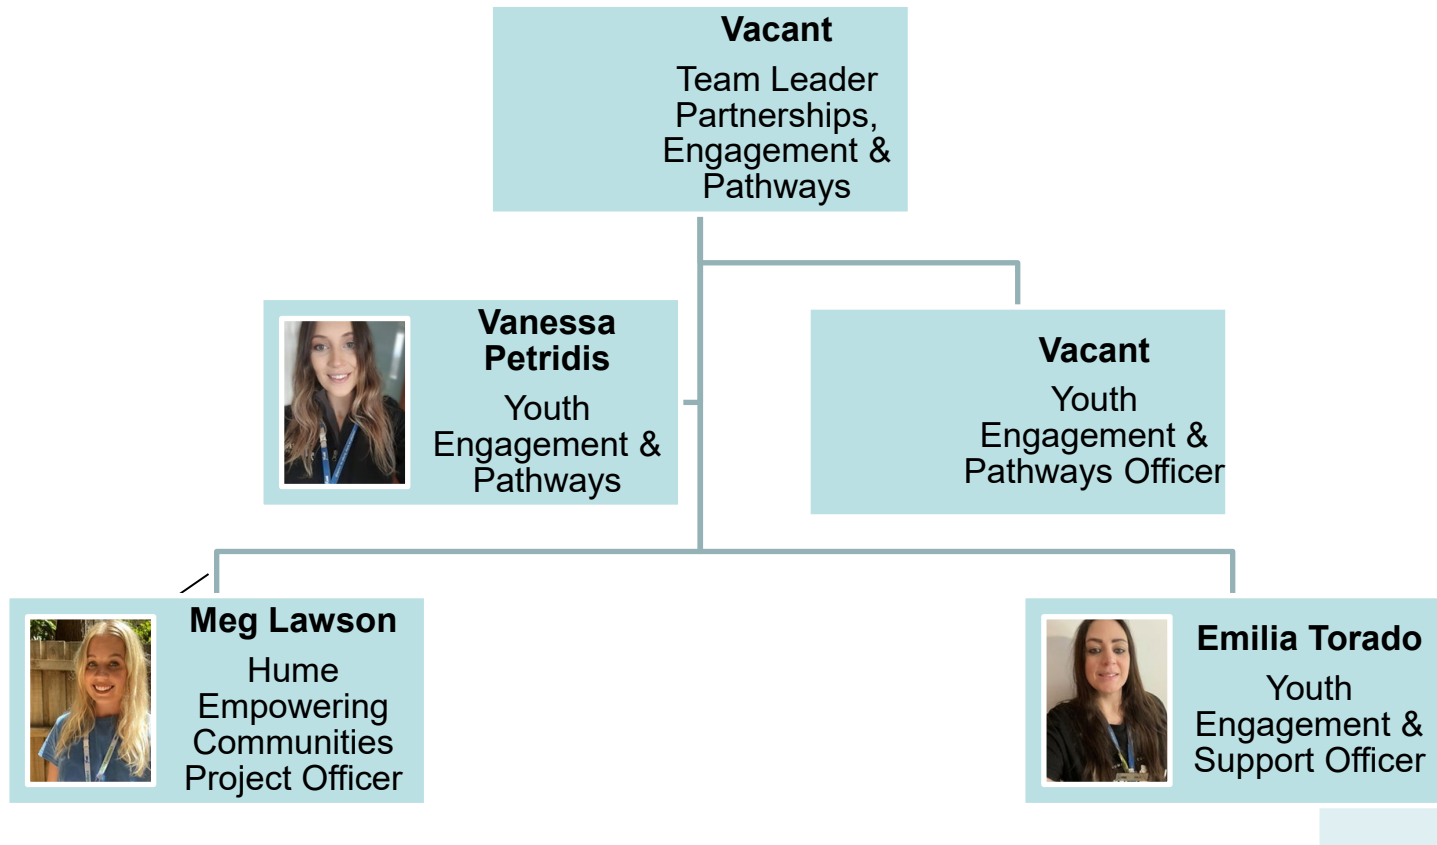 Vacant
Team Leader
Partnerships,
Engagement &
Pathways
Vanessa
Petridis
Youth
Engagement &
Pathways
Vacant
Youth
Engagement &
Pathways Officer
Meg Lawson
Hume
Empowering
Communities
Project Officer
Emilia Torado
Youth
Engagement &
Support Officer